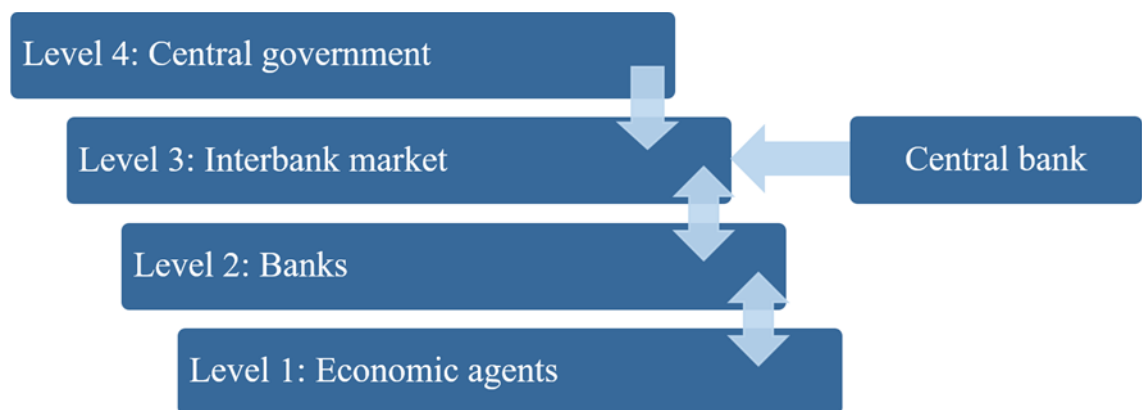 Level 4: Central government
Level 3: Interbank market
Central bank
Level 2: Banks
Level 1: Economic agents